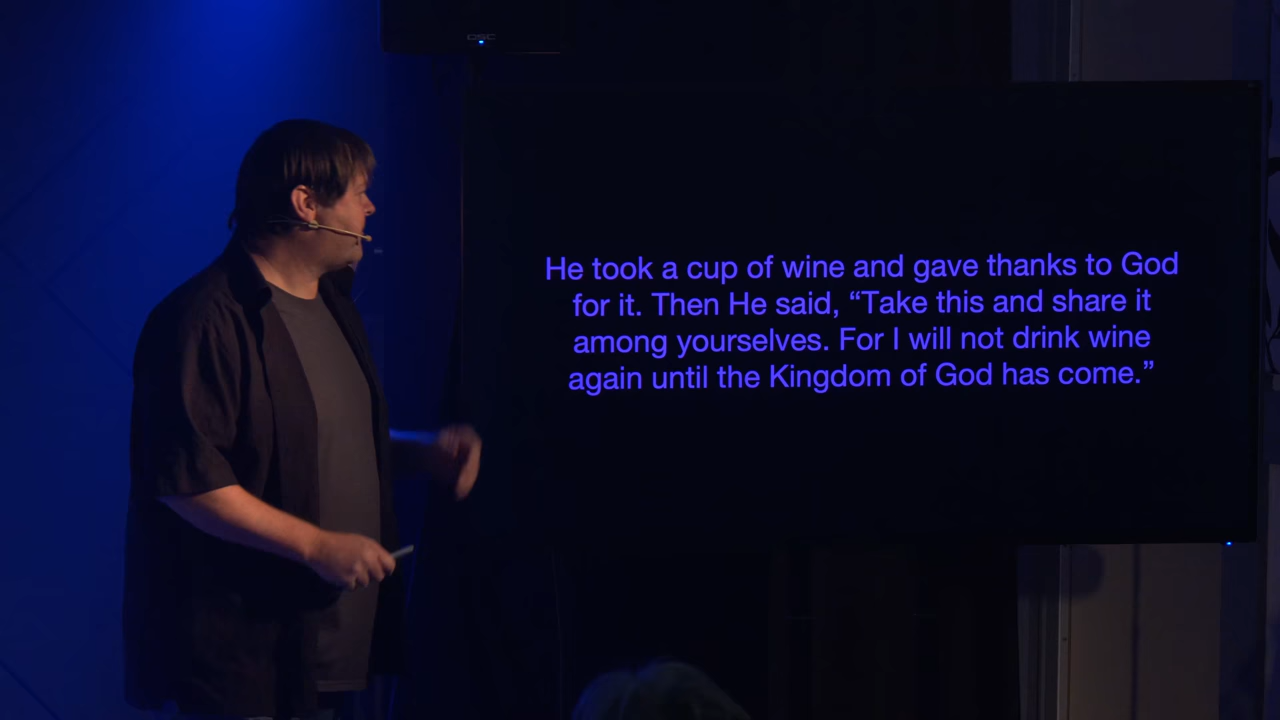 He took a cup of wine and gave thanks to God
for it. Then He said, “Take this and share it
among yourselves. For I will not drink wine
again until the Kingdom of God has come.”